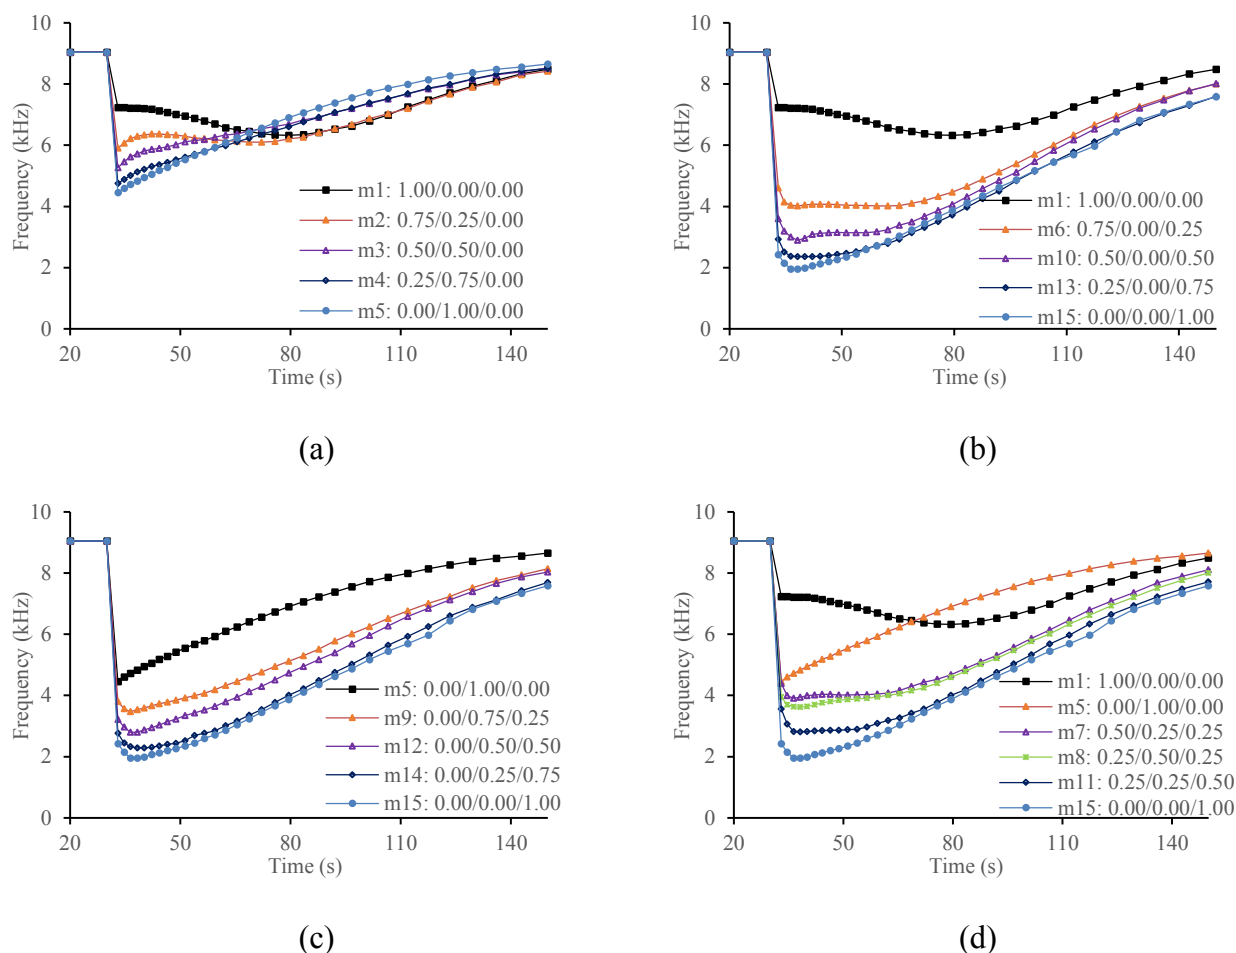 10
8
6
4
2
0
Frequency (kHz)
20
50
80
110
140
Time (s)
m1: 1.00/0.00/0.00
m2: 0.75/0.25/0.00
m3: 0.50/0.50/0.00
m4: 0.25/0.75/0.00
m5: 0.00/1.00/0.00
(a)
10
8
6
4
2
0
Frequency (kHz)
20
50
80
110
140
Time (s)
m1: 1.00/0.00/0.00
m6: 0.75/0.00/0.25
m10: 0.50/0.00/0.50
m13: 0.25/0.00/0.75
m15: 0.00/0.00/1.00
(b)
10
8
6
4
2
0
Frequency (kHz)
20
50
80
110
140
Time (s)
m5: 0.00/1.00/0.00
m9: 0.00/0.75/0.25
m12: 0.00/0.50/0.50
m14: 0.00/0.25/0.75
m15: 0.00/0.00/1.00
(c)
10
8
6
4
2
0
Frequency (kHz)
20
50
80
110
140
Time (s)
m1: 1.00/0.00/0.00
m5: 0.00/1.00/0.00
m7: 0.50/0.25/0.25
m8: 0.25/0.50/0.25
m11: 0.25/0.25/0.50
m15: 0.00/0.00/1.00
(d)